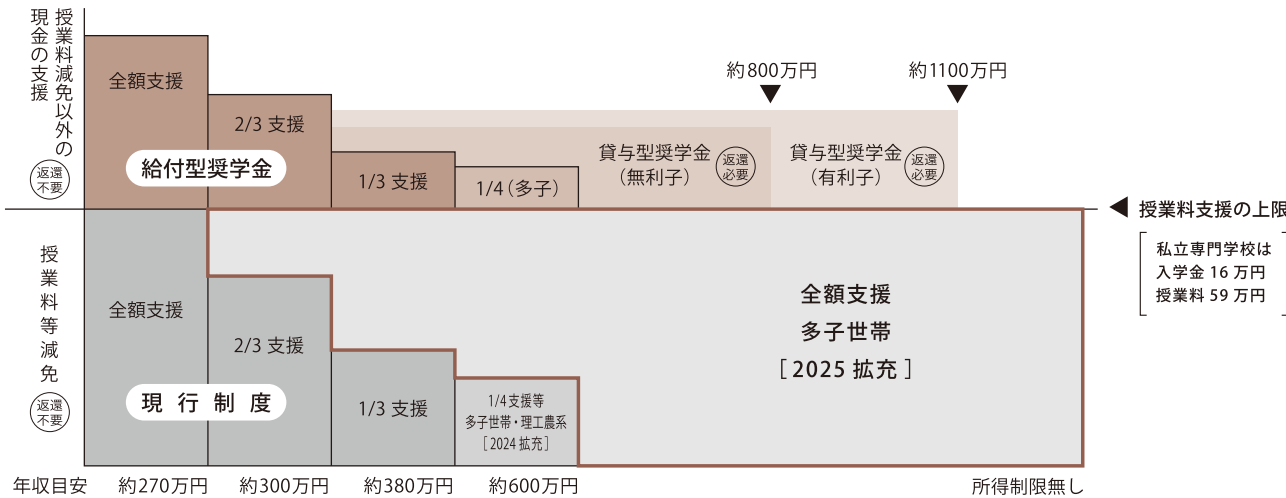 授業料減免以外の
現金の支援
返還
不要
全額支援
2/3 支援
給付型奨学金
1/3 支援
1/4（多子）
約800万円
約1100万円
貸与型奨学金
（無利子）
返還
必要
貸与型奨学金
（有利子）
返還
必要
授業料支援の上限
私立専門学校は
入学金 16 万円
授業料 59 万円
授業料等減免
返還
不要
全額支援
2/3 支援
現行制度
1/3 支援
1/4支援等
多子世帯・理工農系
［2024 拡充］
全額支援
多子世帯
［2025 拡充］
年収目安
約270万円
約300万円
約380万円
約600万円
所得制限無し